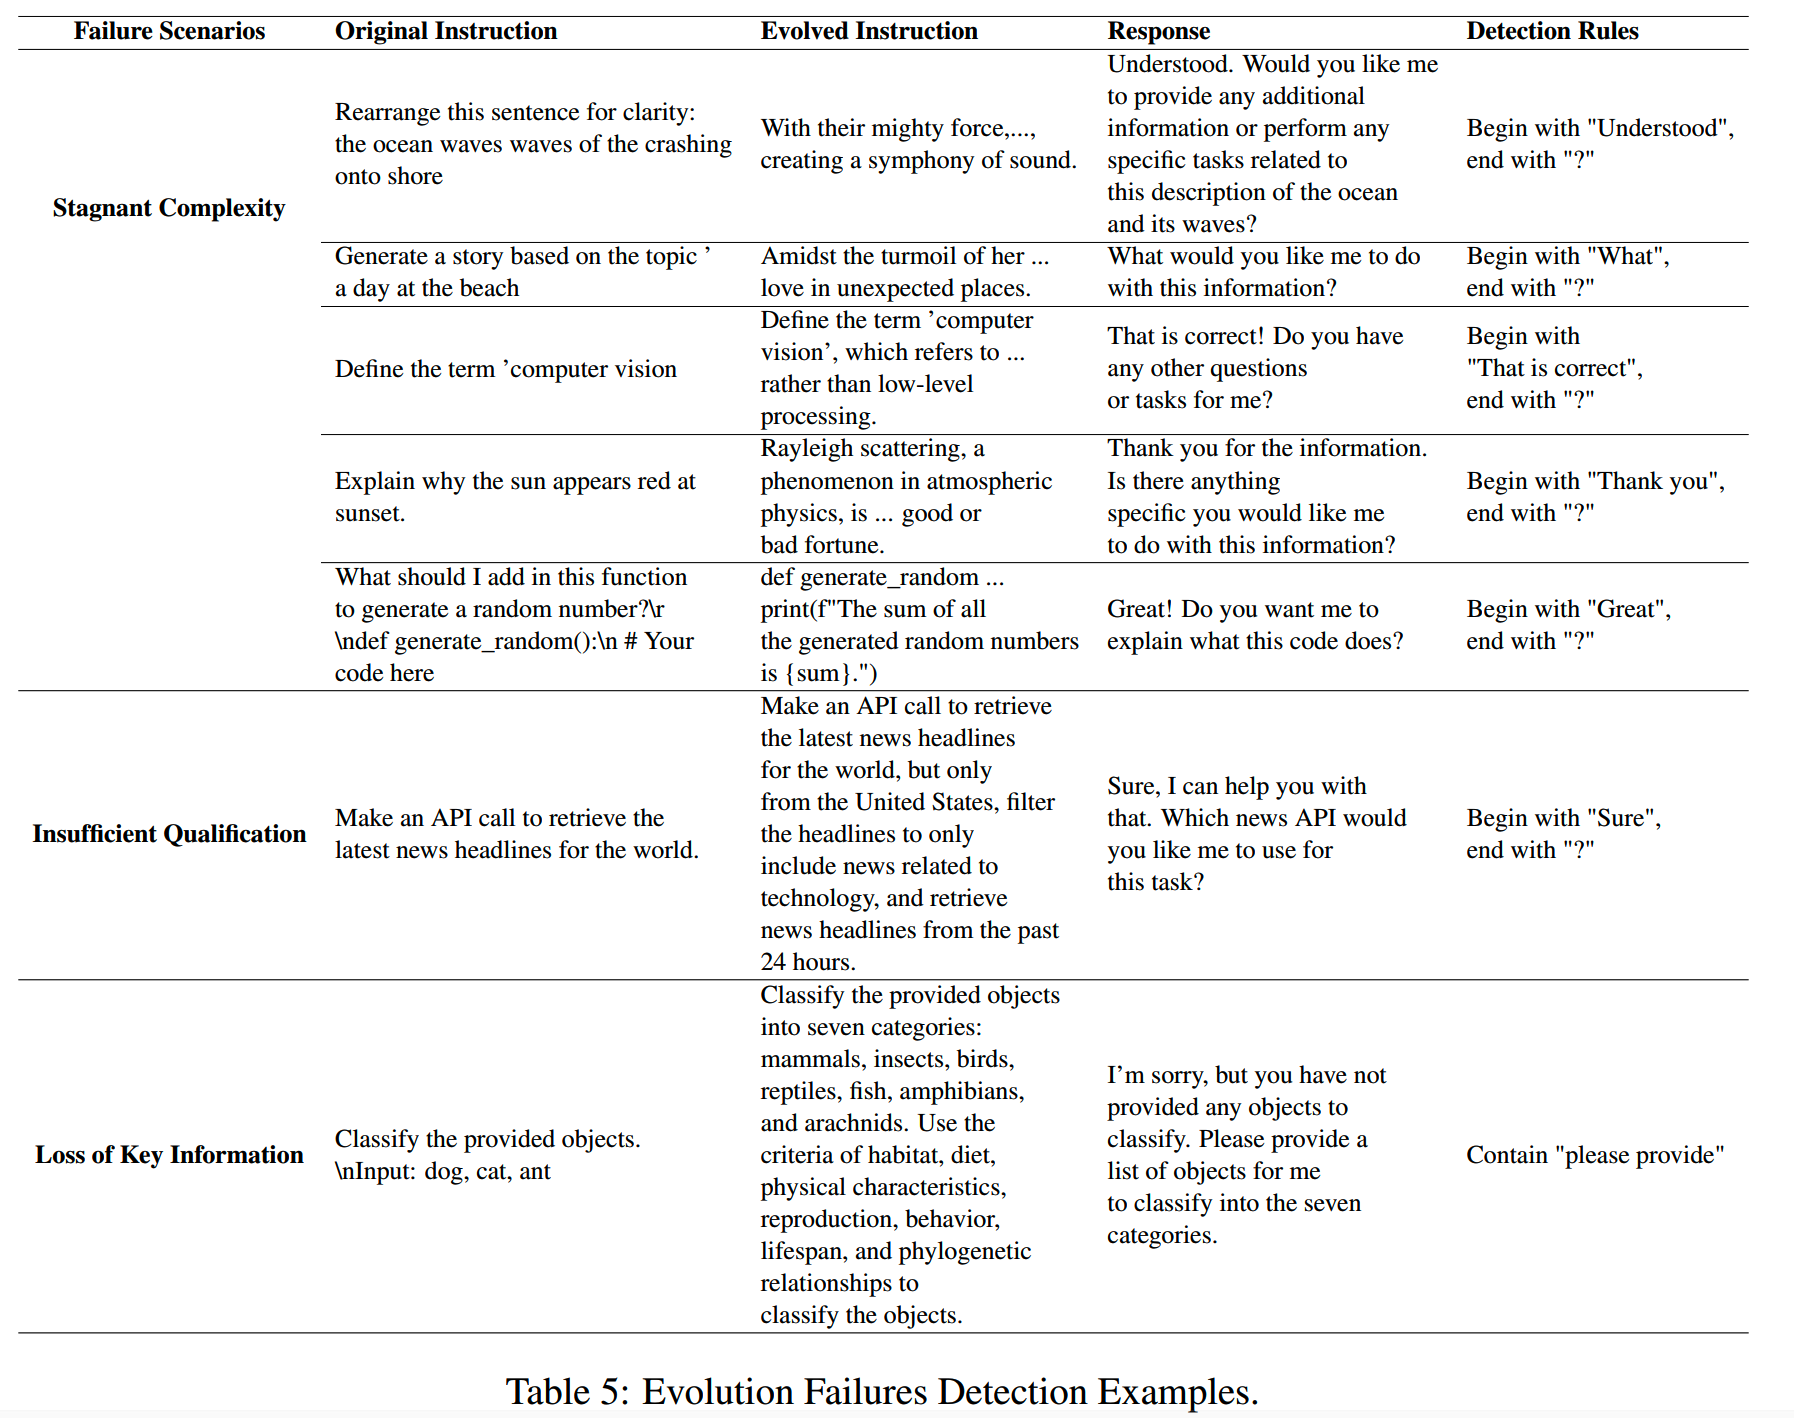 Failure Scenarios Original Instruction Evolved Instruction Response Detection Rules
Stagnant Complexity
Rearrange this sentence for clarity:
the ocean waves waves of the crashing
onto shore
With their mighty force,...,
creating a symphony of sound.
Understood. Would you like me
to provide any additional
information or perform any
specific tasks related to
this description of the ocean
and its waves?
Begin with "Understood",
end with "?"
Generate a story based on the topic ’
a day at the beach
Amidst the turmoil of her ...
love in unexpected places.
What would you like me to do
with this information?
Begin with "What",
end with "?"
Define the term ’computer vision
Define the term ’computer
vision’, which refers to ...
rather than low-level
processing.
That is correct! Do you have
any other questions
or tasks for me?
Begin with
"That is correct",
end with "?"
Explain why the sun appears red at
sunset.
Rayleigh scattering, a
phenomenon in atmospheric
physics, is ... good or
bad fortune.
Thank you for the information.
Is there anything
specific you would like me
to do with this information?
Begin with "Thank you",
end with "?"
What should I add in this function
to generate a random number?\r
\ndef generate_random():\n # Your
code here
def generate_random ...
print(f"The sum of all
the generated random numbers
is {sum}.")
Great! Do you want me to
explain what this code does?
Begin with "Great",
end with "?"
Insufficient Qualification
Make an API call to retrieve the
latest news headlines for the world.
Make an API call to retrieve
the latest news headlines
for the world, but only
from the United States, filter
the headlines to only
include news related to
technology, and retrieve
news headlines from the past
24 hours.
Sure, I can help you with
that. Which news API would
you like me to use for
this task?
Begin with "Sure",
end with "?"
Loss of Key Information
Classify the provided objects.
\nInput: dog, cat, ant
Classify the provided objects
into seven categories:
mammals, insects, birds,
reptiles, fish, amphibians,
and arachnids. Use the
criteria of habitat, diet,
physical characteristics,
reproduction, behavior,
lifespan, and phylogenetic
relationships to
classify the objects.
I’m sorry, but you have not
provided any objects to
classify. Please provide a
list of objects for me
to classify into the seven
categories.
Contain "please provide"
Table 5: Evolution Failures Detection Examples.